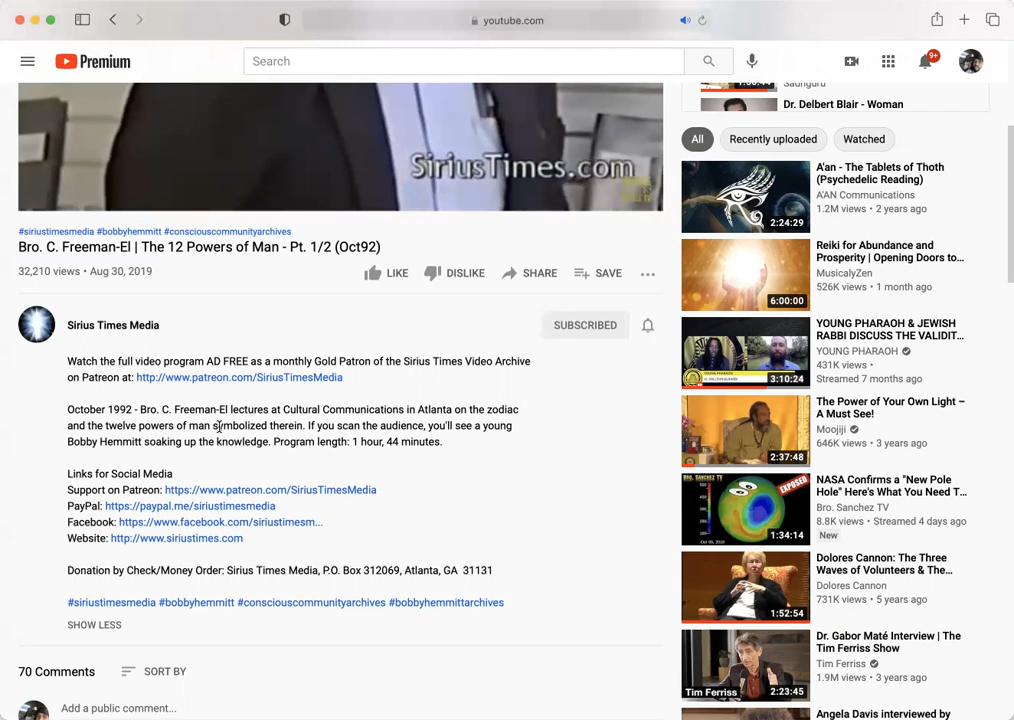 youtube.com
Premium
Search
9+
SiriusTimes.com
#siriustimesmedia #bobbyhemmitt #consciouscommunityarchives
Bro. C. Freeman-El | The 12 Powers of Man - Pt. 1/2 (Oct92)
32,210 views • Aug 30, 2019
LIKE
DISLIKE
SHARE
SAVE
Sirius Times Media
SUBSCRIBED
Watch the full video program AD FREE as a monthly Gold Patron of the Sirius Times Video Archive
on Patreon at: http://www.patreon.com/SiriusTimesMedia
October 1992 - Bro. C. Freeman-El lectures at Cultural Communications in Atlanta on the zodiac
and the twelve powers of man symbolized therein. If you scan the audience, you'll see a young
Bobby Hemmitt soaking up the knowledge. Program length: 1 hour, 44 minutes.
Links for Social Media
Support on Patreon: https://www.patreon.com/SiriusTimesMedia
PayPal: https://paypal.me/siriustimesmedia
Facebook: https://www.facebook.com/siriustimesm...
Website: http://www.siriustimes.com
Donation by Check/Money Order: Sirius Times Media, P.O. Box 312069, Atlanta, GA 31131
#siriustimesmedia #bobbyhemmitt #consciouscommunityarchives #bobbyhemmittarchives
SHOW LESS
70 Comments
SORT BY
Add a public comment...
Dr. Delbert Blair - Woman
All
Recently uploaded
Watched
2:24:29
A'an - The Tablets of Thoth
(Psychedelic Reading)
A'AN Communications
1.2M views • 2 years ago
6:00:00
Reiki for Abundance and
Prosperity | Opening Doors to...
MusicalyZen
526K views • 1 month ago
3:10:24
YOUNG PHARAOH & JEWISH
RABBI DISCUSS THE VALIDIT...
YOUNG PHARAOH
431K views •
Streamed 7 months ago
2:37:48
The Power of Your Own Light –
A Must See!
Moojiji
646K views • 3 years ago
BRO. SANCHEZ TV
EXPOSED
1:34:14
NASA Confirms a "New Pole
Hole" Here's What You Need T...
Bro. Sanchez TV
8.8K views • Streamed 4 days ago
New
1:52:54
Dolores Cannon: The Three
Waves of Volunteers & The...
Dolores Cannon
731K views • 5 years ago
Tim Ferriss
2:23:45
Dr. Gabor Maté Interview | The
Tim Ferriss Show
Tim Ferriss
1.9M views • 3 years ago
Angela Davis interviewed by